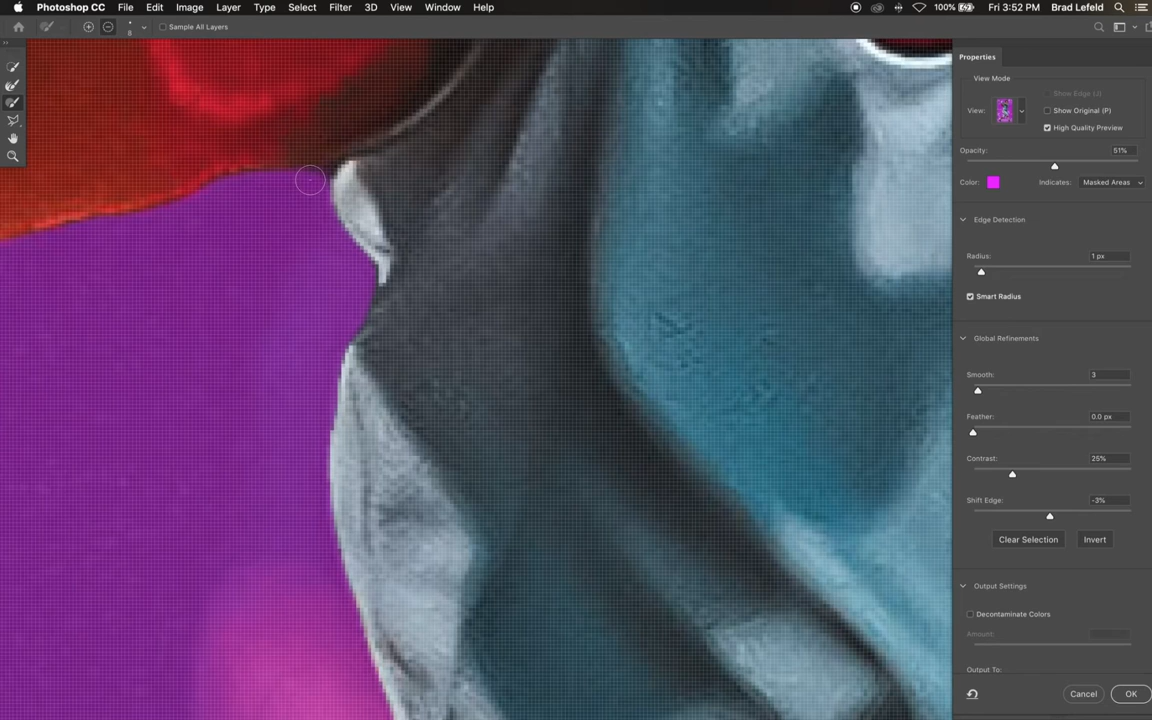 Photoshop CC File Edit Image Layer Type Select Filter 3D View Window Help 100% Fri 3:52 PM Brad Lefeld
8 Sample All Layers
Properties
View Mode
Show Edge (J)
View: Show Original (P)
High Quality Preview
Opacity: 51%
Color: Indicates: Masked Areas
Edge Detection
Radius: 1 px
Smart Radius
Global Refinements
Smooth: 3
Feather: 0.0 px
Contrast: 25%
Shift Edge: -3%
Clear Selection Invert
Output Settings
Decontaminate Colors
Amount:
Output To:
Cancel OK